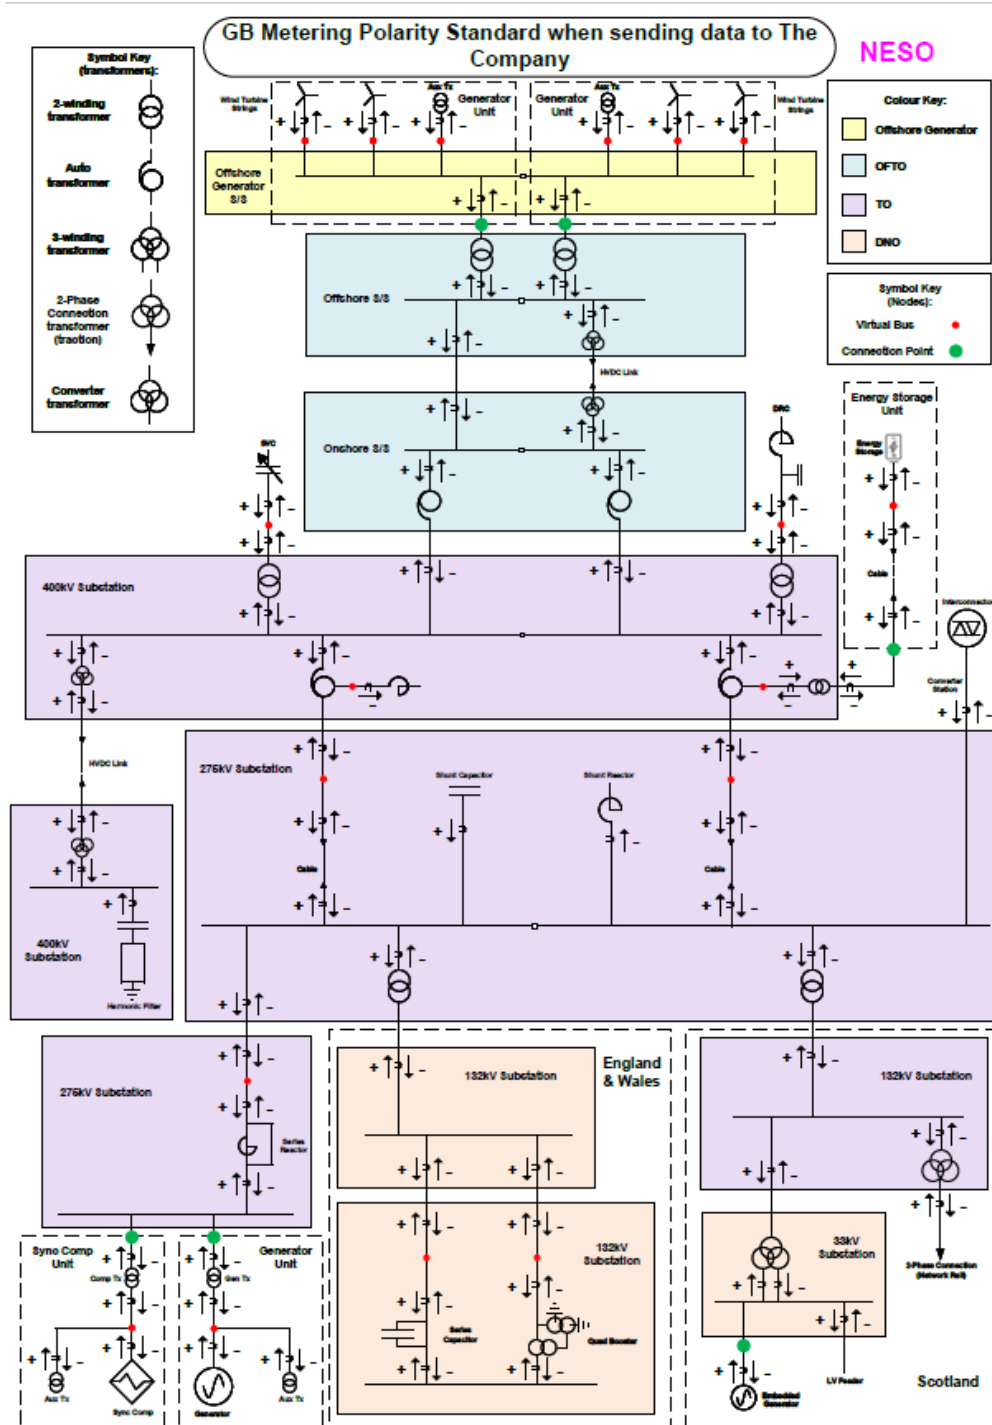 GB Metering Polarity Standard when sending data to The
Company
NESO
Symbol Key
(transformers):
2-winding
transformer
Auto
transformer
3-winding
transformer
2-Phase
Connection
transformer
(traction)
Converter
transformer
Wind Turbine
Strings
Aux Tx
Generator
Unit
Generator
Unit
Aux Tx
Wind Turbine
Strings
Offshore
Generator
S/S
Colour Key:
Offshore Generator
OFTO
TO
DNO
Symbol Key
(Nodes):
Virtual Bus
Connection Point
Offshore S/S
HVDC Link
Onshore S/S
SVC
DRC
Energy Storage
Unit
Energy
Storage
Cable
Interconnector
Converter
Station
400kV Substation
HVDC Link
275kV Substation
Shunt Capacitor
Shunt Reactor
Cable
Cable
400kV
Substation
Harmonic Filter
275kV Substation
Series
Reactor
England
& Wales
132kV Substation
132kV
Substation
Series
Capacitor
Quad Booster
132kV
Substation
33kV
Substation
2-Phase Connection
(Network Rail)
LV Feeder
Embedded
Generator
Scotland
Sync Comp
Unit
Comp Tx
Aux Tx
Sync Comp
Generator
Unit
Gen Tx
Generator
Aux Tx